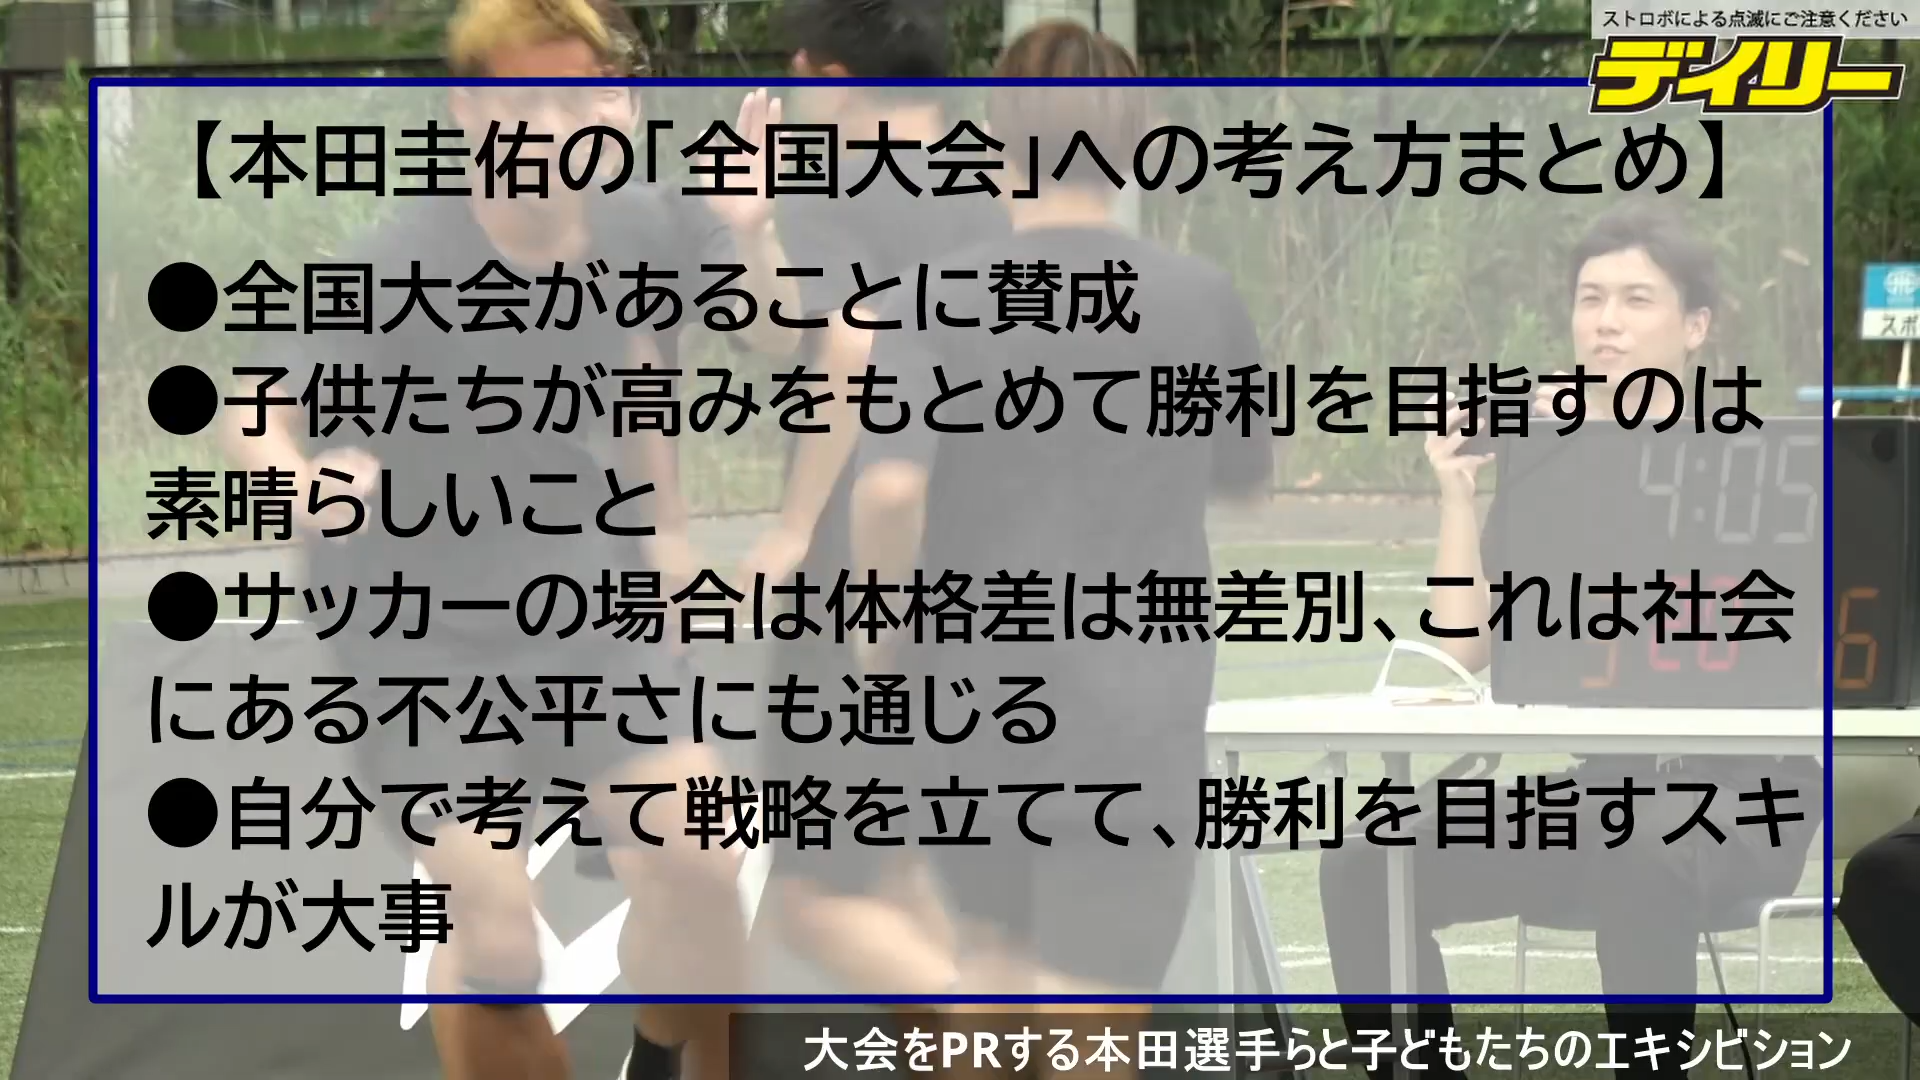 ストロボによる点滅にご注意ください
デイリー
【本田圭佑の「全国大会」への考え方まとめ】
●全国大会があることに賛成
●子供たちが高みをもとめて勝利を目指すのは
素晴らしいこと
●サッカーの場合は体格差は無差別、これは社会
にある不公平さにも通じる
●自分で考えて戦略を立てて、勝利を目指すスキ
ルが大事
スポ
4:05
20
6
大会をPRする本田選手らと子どもたちのエキシビション